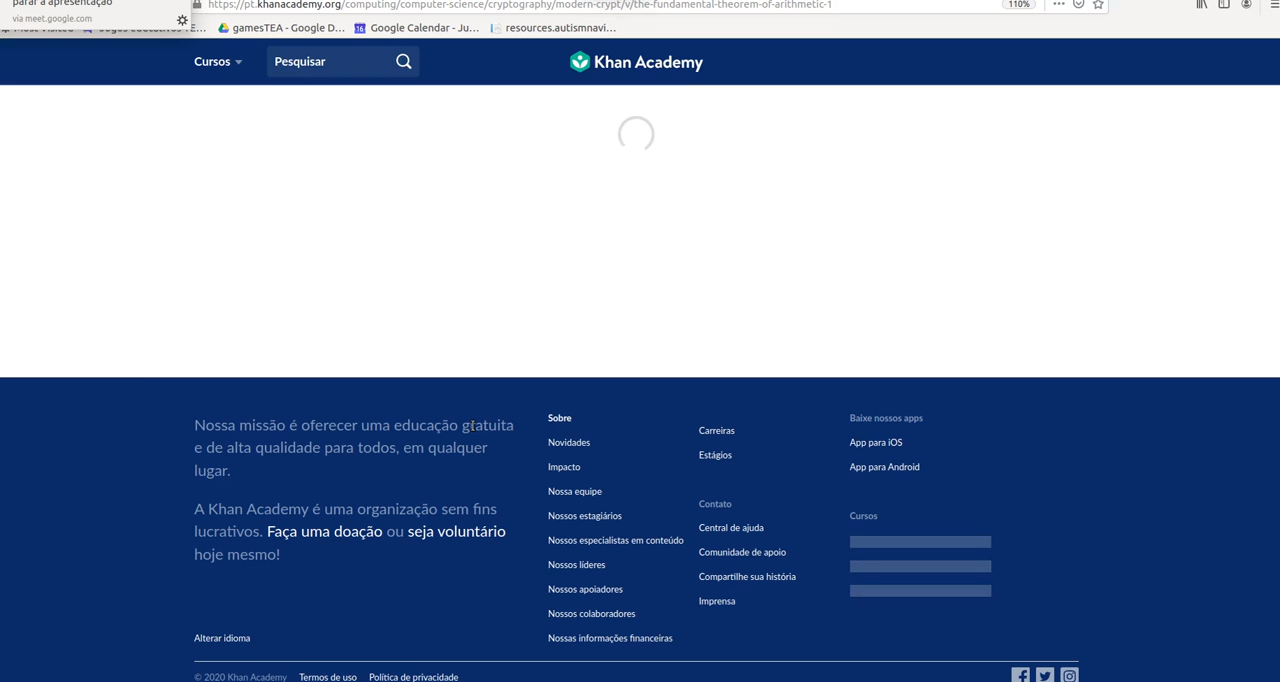 parar a apresentação
via meet.google.com
https://pt.khanacademy.org/computing/computer-science/cryptography/modern-crypt/v/the-fundamental-theorem-of-arithmetic-1
110%
Most Visited
gamesTEA - Google D...
Google Calendar - Ju...
resources.autismnavi...
Cursos
Pesquisar
Khan Academy
Nossa missão é oferecer uma educação gratuita
e de alta qualidade para todos, em qualquer
lugar.
A Khan Academy é uma organização sem fins
lucrativos. Faça uma doação ou seja voluntário
hoje mesmo!
Alterar idioma
Sobre
Novidades
Impacto
Nossa equipe
Nossos estagiários
Nossos especialistas em conteúdo
Nossos líderes
Nossos apoiadores
Nossos colaboradores
Nossas informações financeiras
Carreiras
Estágios
Contato
Central de ajuda
Comunidade de apoio
Compartilhe sua história
Imprensa
Baixe nossos apps
App para iOS
App para Android
Cursos
© 2020 Khan Academy
Termos de uso
Política de privacidade